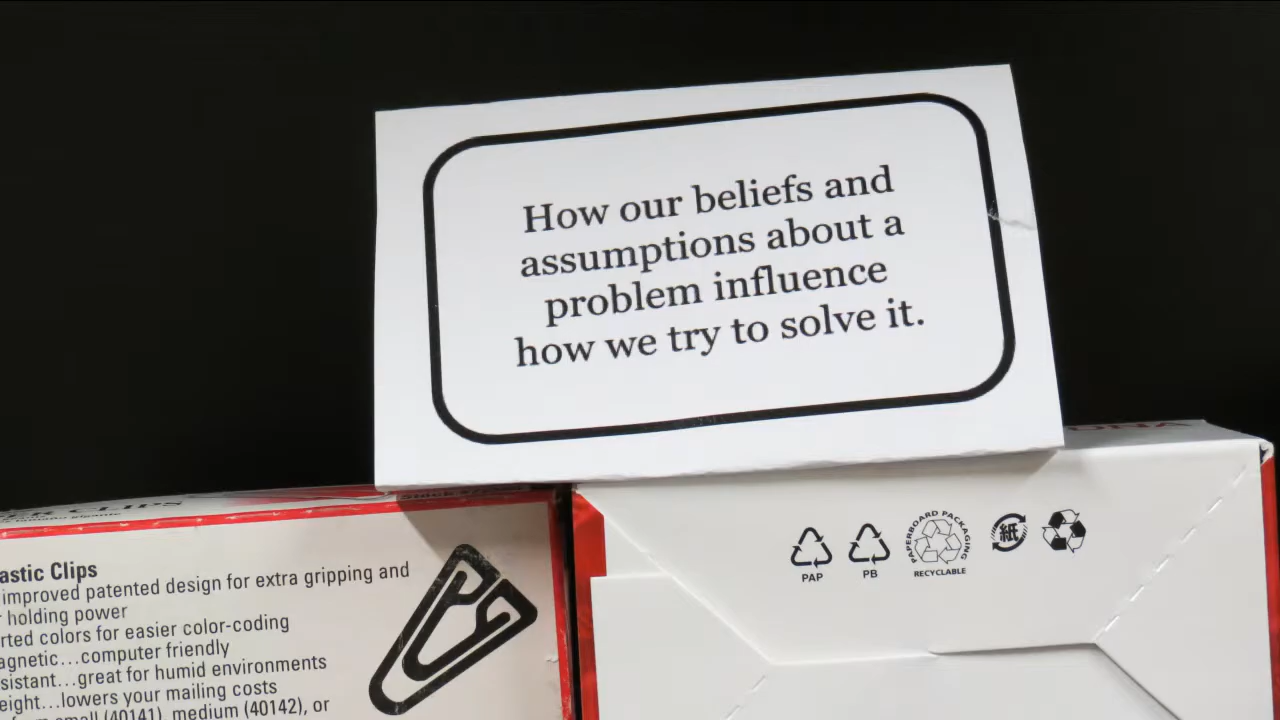 How our beliefs and
assumptions about a
problem influence
how we try to solve it.
CLIPS
astic Clips
improved patented design for extra gripping and
holding power
rted colors for easier color-coding
agnetic...computer friendly
sistant...great for humid environments
eight...lowers your mailing costs
small (40141), medium (40142), or
PAP
PB
PAPERBOARD PACKAGING
RECYCLABLE
紙